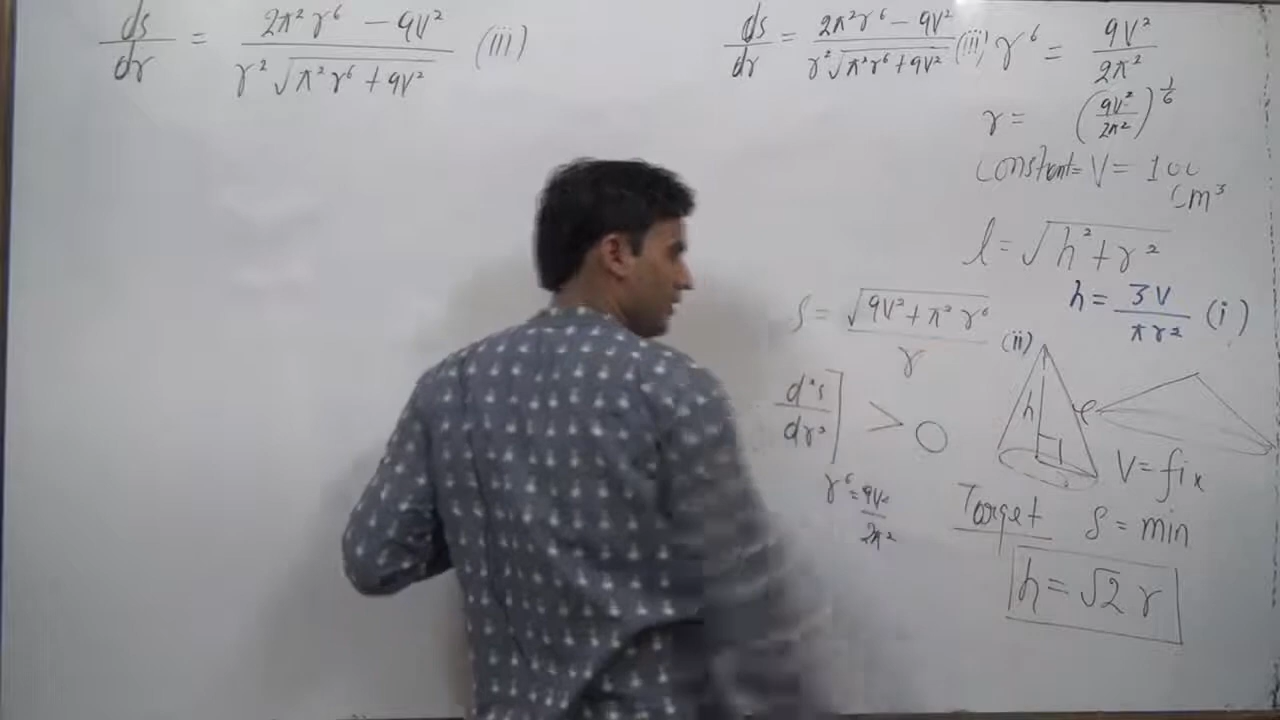 ds/dr = (2π²r⁶ - 9V²) / (r²√(π²r⁶ + 9V²)) (iii)
ds/dr = (2π²r⁶ - 9V²) / (r²√(π²r⁶ + 9V²)) (iii)
r⁶ = 9V² / 2π²
r = (9V² / 2π²)^(1/6)
constant = V = 100 cm³
l = √(h² + r²)
h = 3V / πr² (i)
S = √(9V² + π²r⁶) / r (ii)
d²s/dr² ] > 0
r⁶ = 9V² / 2π²
h
l
V = fix
Target S = min
h = √2 r